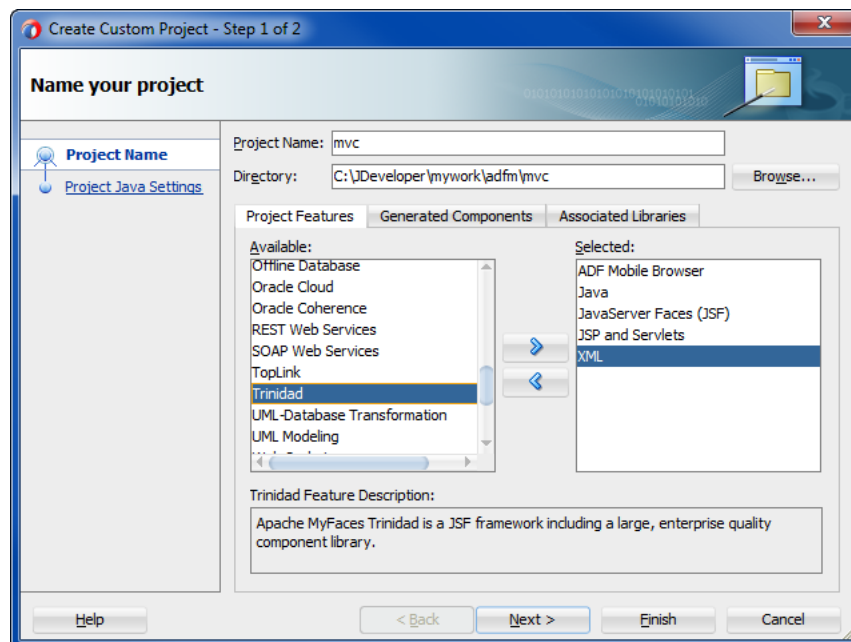 Create Custom Project - Step 1 of 2
Name your project
Project Name
Project Java Settings
Project Name: mvc
Directory: C:\JDeveloper\mywork\adfm\mvc Browse...
Project Features Generated Components Associated Libraries
Available:
Offline Database
Oracle Cloud
Oracle Coherence
REST Web Services
SOAP Web Services
TopLink
Trinidad
UML-Database Transformation
UML Modeling
Selected:
ADF Mobile Browser
Java
JavaServer Faces (JSF)
JSP and Servlets
XML
Trinidad Feature Description:
Apache MyFaces Trinidad is a JSF framework including a large, enterprise quality
component library.
Help < Back Next > Finish Cancel